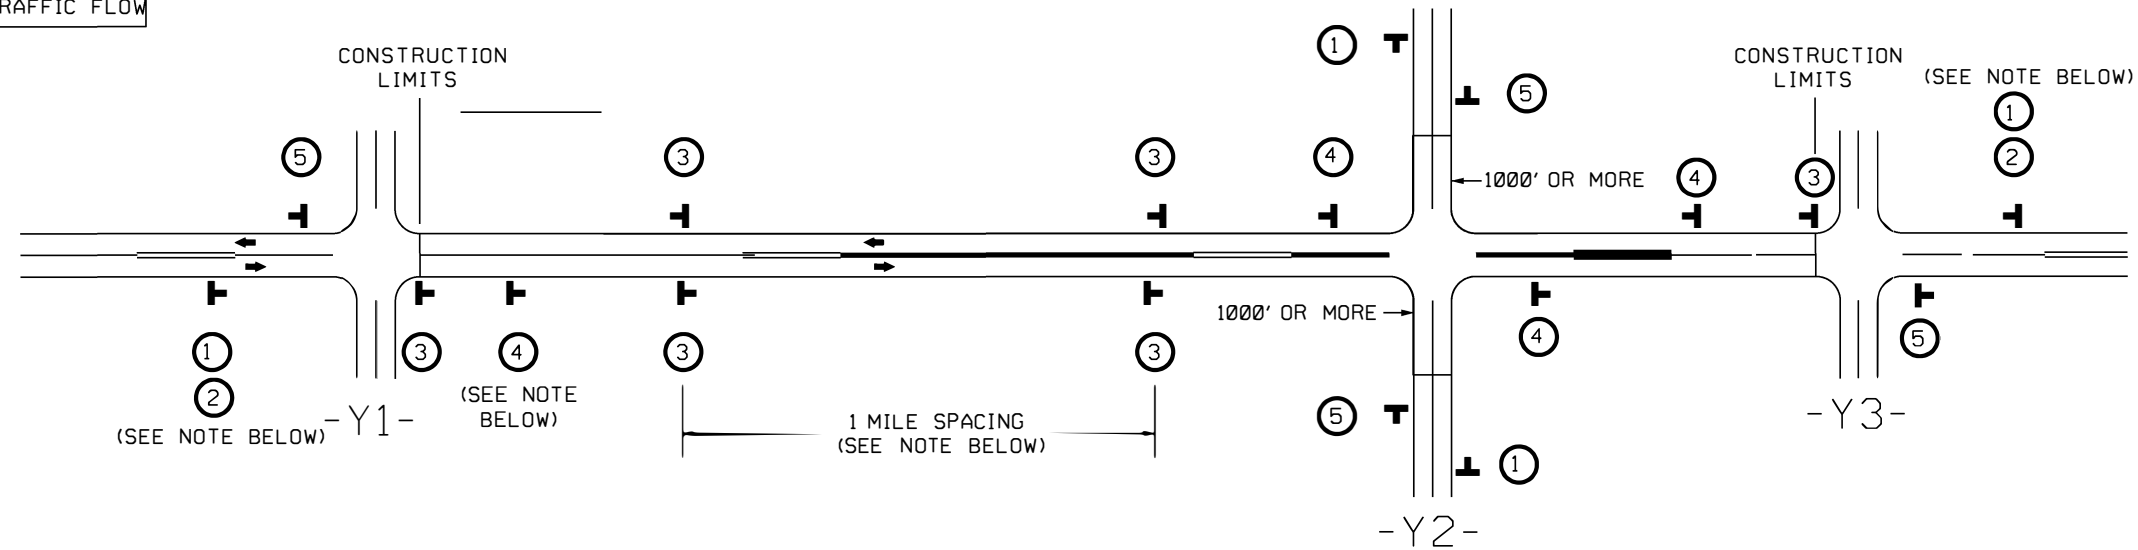 RAFFIC FLOW
CONSTRUCTION
LIMITS
1
5
CONSTRUCTION
LIMITS
(SEE NOTE BELOW)
1
2
5
3
3
4
1000' OR MORE
4
3
1
2
(SEE NOTE BELOW)
-Y1-
3
4
(SEE NOTE
BELOW)
3
1 MILE SPACING
(SEE NOTE BELOW)
3
1000' OR MORE
4
5
5
1
-Y2-
-Y3-